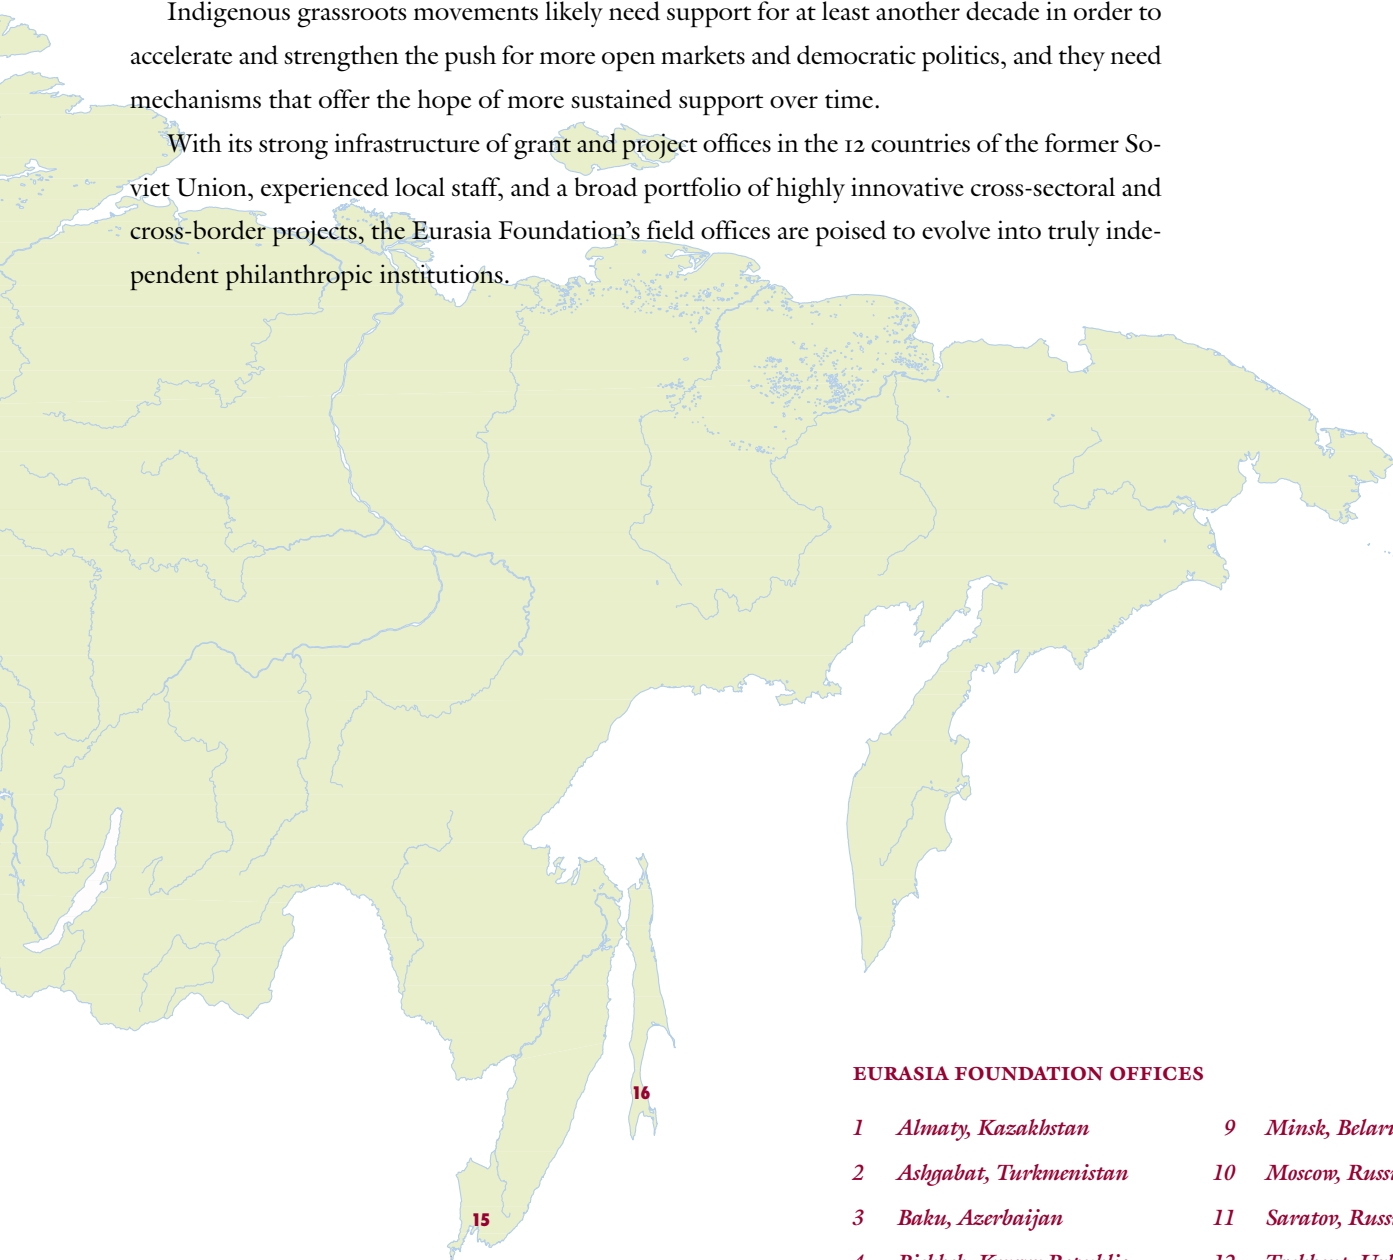 Indigenous grassroots movements likely need support for at least another decade in order to
accelerate and strengthen the push for more open markets and democratic politics, and they need
mechanisms that offer the hope of more sustained support over time.
With its strong infrastructure of grant and project offices in the 12 countries of the former So-
viet Union, experienced local staff, and a broad portfolio of highly innovative cross-sectoral and
cross-border projects, the Eurasia Foundation’s field offices are poised to evolve into truly inde-
pendent philanthropic institutions.
16
15
EURASIA FOUNDATION OFFICES
1 Almaty, Kazakhstan
2 Ashgabat, Turkmenistan
3 Baku, Azerbaijan
9 Minsk,
10 Moscow,
11 Saratov,